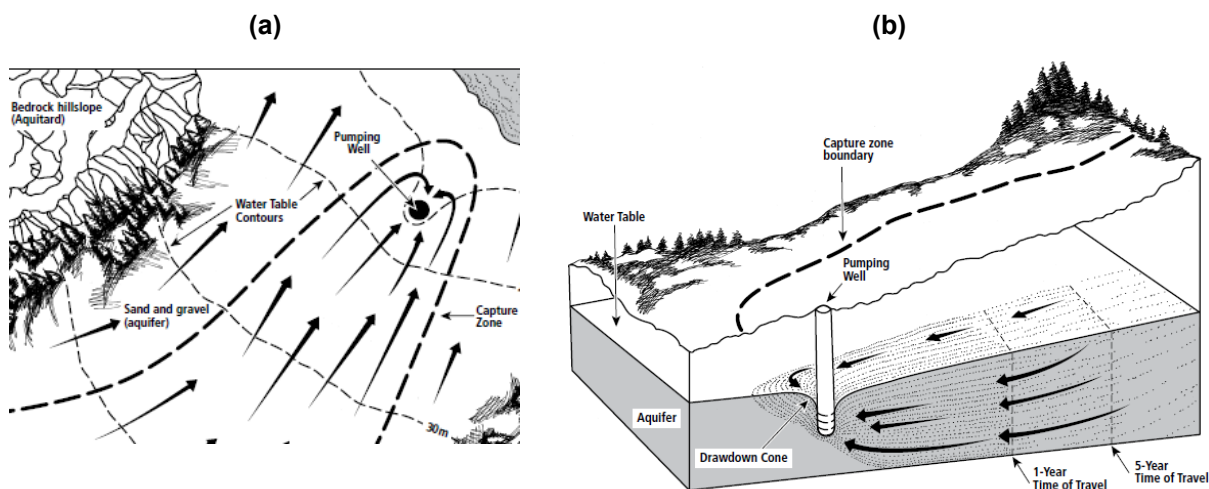 (a)
Bedrock hillslope
(Aquitard)
Pumping
Well
Water Table
Contours
Sand and gravel
(aquifer)
Capture
Zone
30m
(b)
Capture zone
boundary
Water Table
Pumping
Well
Aquifer
Drawdown Cone
1-Year
Time of Travel
5-Year
Time of Travel